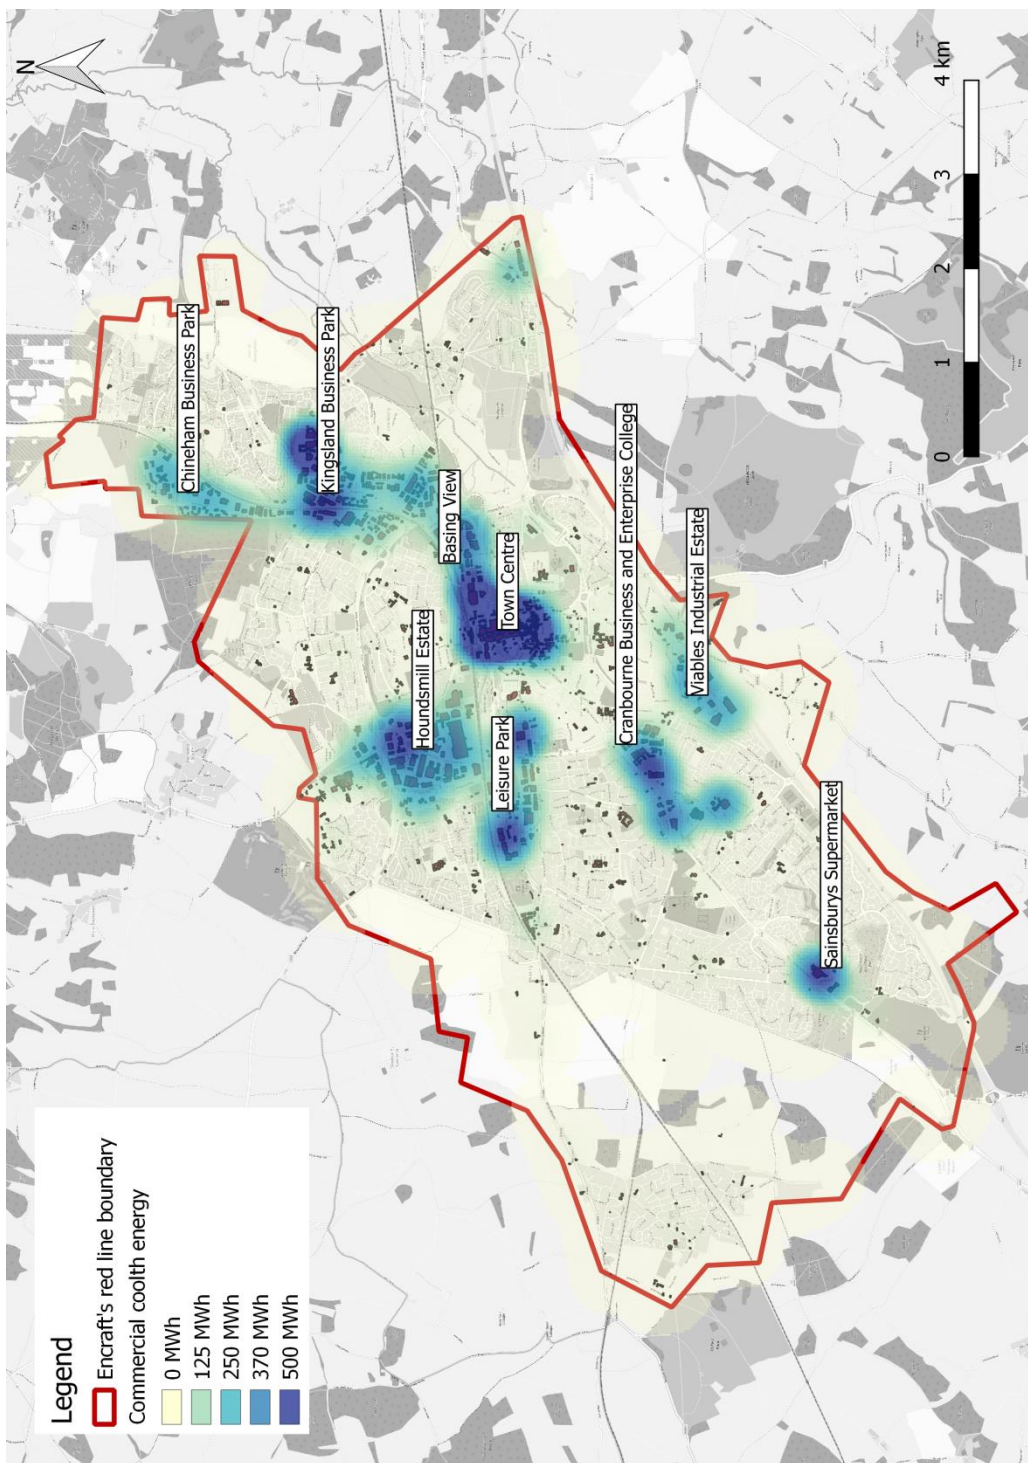 N
Chineham Business Park
Kingsland Business Park
Basing View
Town Centre
Houndsmill Estate
Leisure Park
Cranbourne Business and Enterprise College
Viables Industrial Estate
Sainsburys Supermarket
Legend
Encraft's red line boundary
Commercial coolth energy
0 MWh
125 MWh
250 MWh
370 MWh
500 MWh
0 1 2 3 4 km